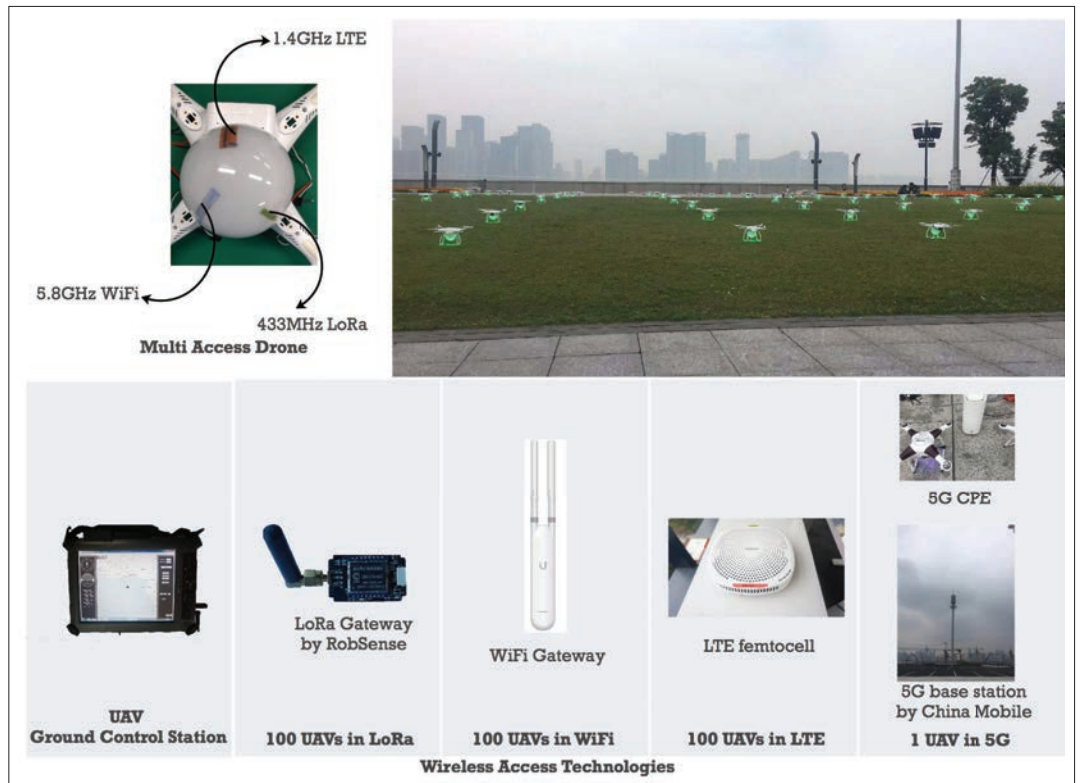 1.4GHz LTE
5.8GHz WiFi
433MHz LoRa
Multi Access Drone
5G CPE
LoRa Gateway
by RobSense
WiFi Gateway
LTE femtocell
5G base station
by China Mobile
UAV
Ground Control Station
100 UAVs in LoRa
100 UAVs in WiFi
100 UAVs in LTE
1 UAV in 5G
Wireless Access Technologies